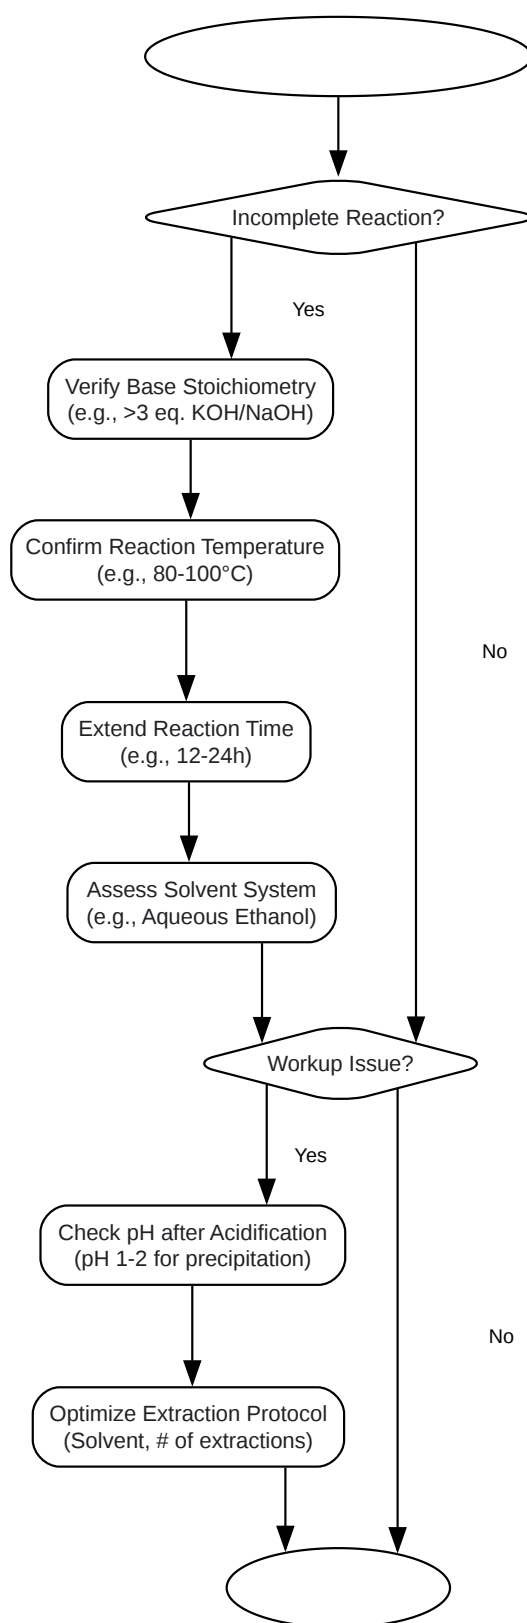 Incomplete Reaction?
Yes
Verify Base Stoichiometry
(e.g., >3 eq. KOH/NaOH)
Confirm Reaction Temperature
(e.g., 80-100°C)
No
Extend Reaction Time
(e.g., 12-24h)
Assess Solvent System
(e.g., Aqueous Ethanol)
Workup Issue?
Yes
Check pH after Acidification
(pH 1-2 for precipitation)
No
Optimize Extraction Protocol
(Solvent, # of extractions)